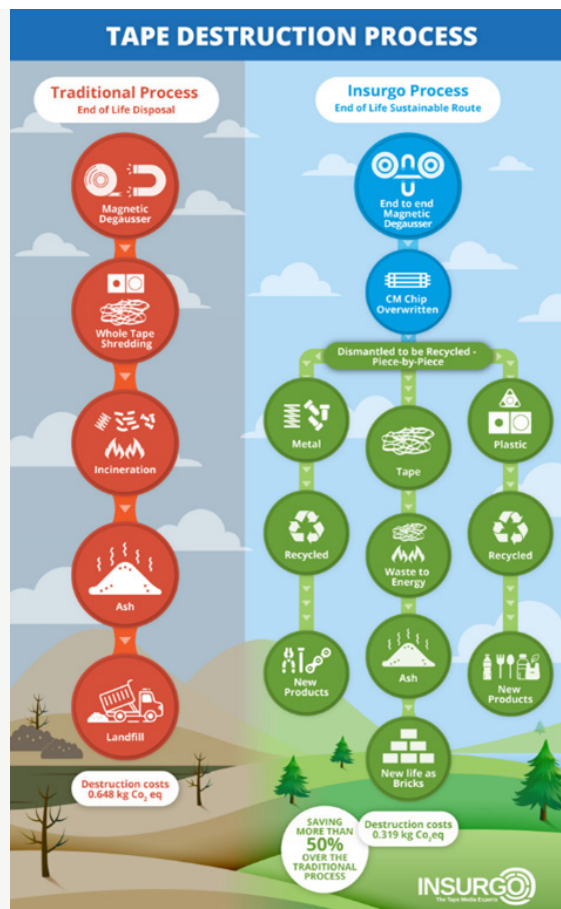 TAPE DESTRUCTION PROCESS
Traditional Process
End of Life Disposal
Magnetic
Degausser
Whole Tape
Shredding
Incineration
Ash
Landfill
Destruction costs
0.648 kg Co₂ eq
Insurgo Process
End of Life Sustainable Route
End to end
Magnetic
Degausser
CM Chip
Overwritten
Dismantled to be Recycled -
Piece-by-Piece
Metal
Recycled
New
Products
Tape
Waste to
Energy
Ash
New life as
Bricks
Plastic
Recycled
New
Products
Destruction costs
0.319 kg Co₂eq
SAVING
MORE THAN
50%
OVER THE
TRADITIONAL
PROCESS
INSURGO
The Tape Media Experts